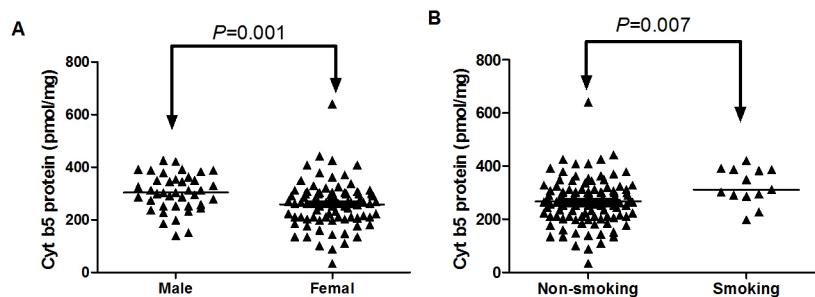 A
P=0.001
Cyt b5 protein (pmol/mg)
800
600
400
200
0
Male Femal
B
P=0.007
Cyt b5 protein (pmol/mg)
800
600
400
200
0
Non-smoking Smoking